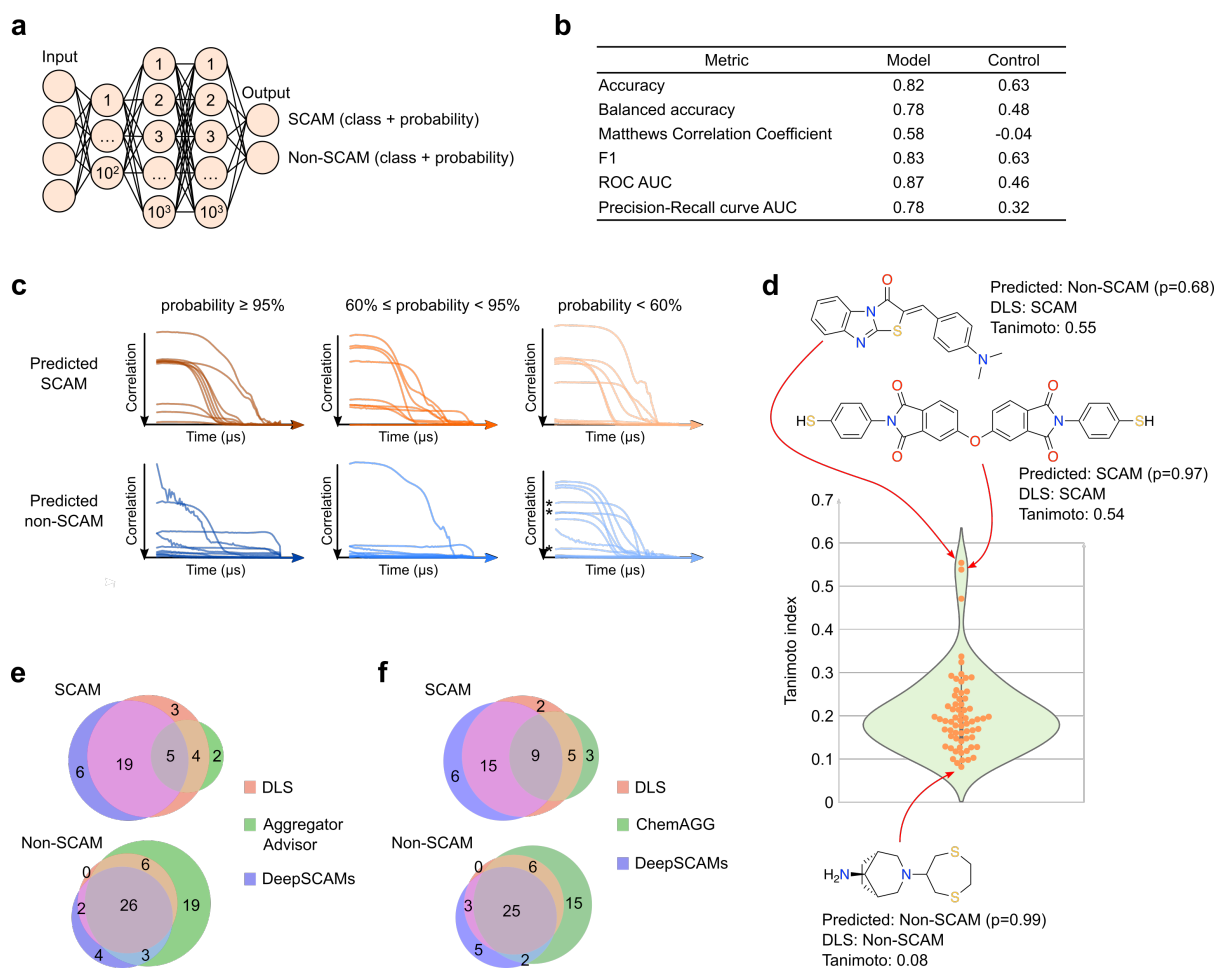 a
Input
1
...
10²
1
2
3
...
10³
1
2
3
...
10³
Output
SCAM (class + probability)
Non-SCAM (class + probability)
b
Metric Model Control
Accuracy 0.82 0.63
Balanced accuracy 0.78 0.48
Matthews Correlation Coefficient 0.58 -0.04
F1 0.83 0.63
ROC AUC 0.87 0.46
Precision-Recall curve AUC 0.78 0.32
c
probability ≥ 95%
60% ≤ probability < 95%
probability < 60%
Predicted
SCAM
Correlation
Time (µs)
Correlation
Time (µs)
Correlation
Time (µs)
Predicted
non-SCAM
Correlation
Time (µs)
Correlation
Time (µs)
Correlation
*
*
*
Time (µs)
d
O
N
N
S
N
Predicted: Non-SCAM (p=0.68)
DLS: SCAM
Tanimoto: 0.55
HS
O
N
O
O
O
N
O
SH
Predicted: SCAM (p=0.97)
DLS: SCAM
Tanimoto: 0.54
Tanimoto index
0.7
0.6
0.5
0.4
0.3
0.2
0.1
0
H₂N
N
S
S
Predicted: Non-SCAM (p=0.99)
DLS: Non-SCAM
Tanimoto: 0.08
e
SCAM
3
6
19
5
4
2
DLS
Aggregator
Advisor
DeepSCAMs
Non-SCAM
0
6
2
26
19
4
3
f
SCAM
2
6
15
9
5
3
DLS
ChemAGG
DeepSCAMs
Non-SCAM
0
6
3
25
15
5
2